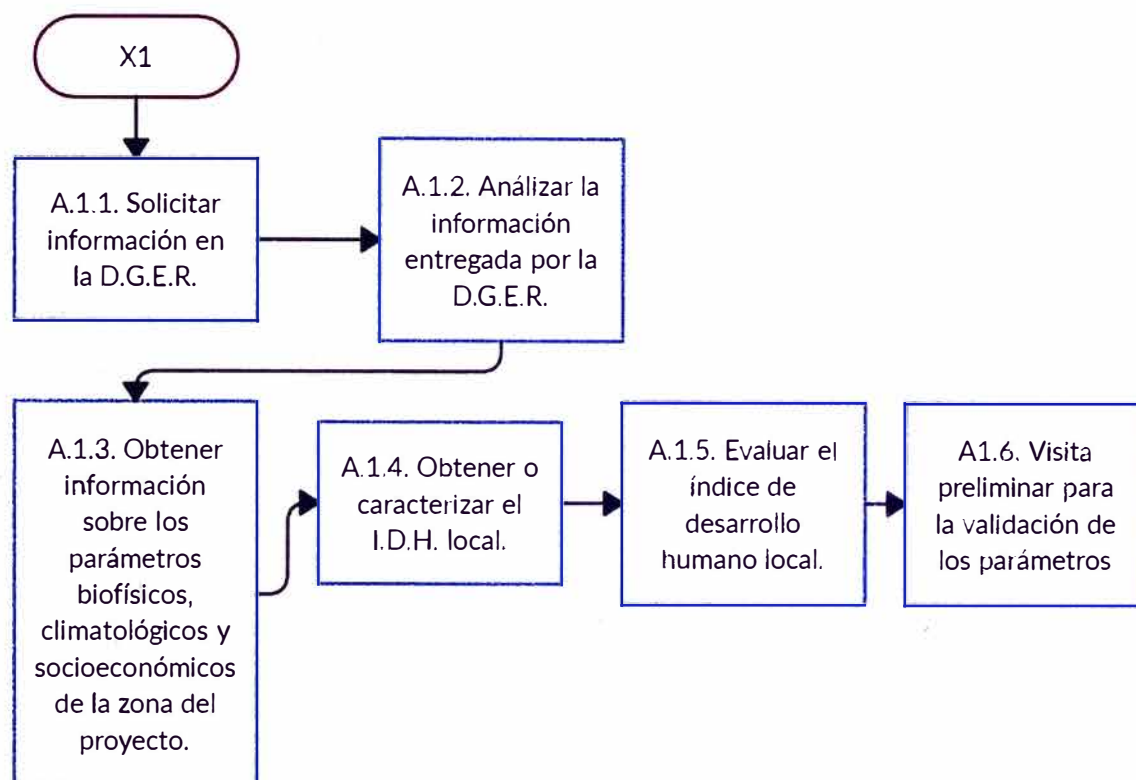 X1
A.1.1. Solicitar
información en
la D.G.E.R.
A.1.2. Análizar la
información
entregada por la
D.G.E.R.
A.1.3. Obtener
información
sobre los
parámetros
biofísicos,
climatológicos y
socioeconómicos
de la zona del
proyecto.
A.1.4. Obtener o
caracterizar el
I.D.H. local.
A.1.5. Evaluar el
índice de
desarrollo
humano local.
A1.6. Visita
preliminar para
la validación de
los parámetros